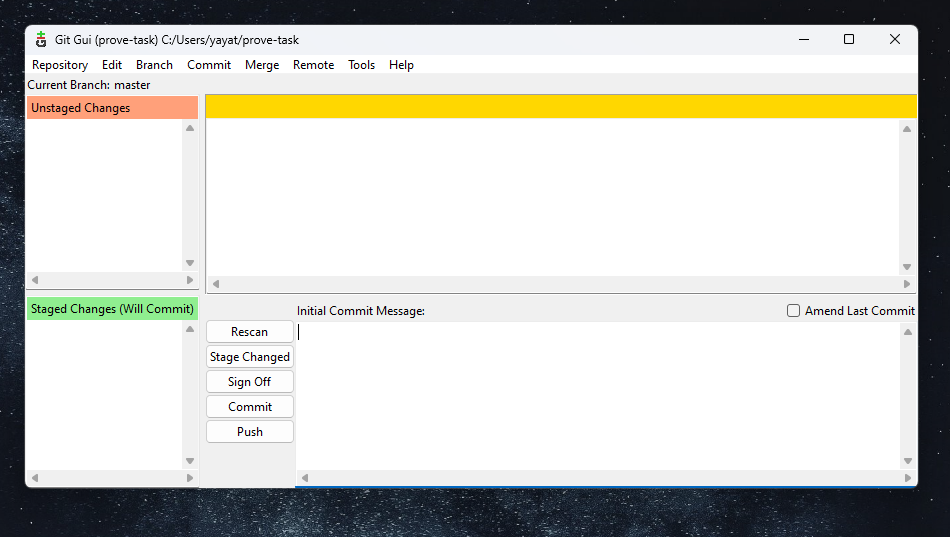 Git Gui (prove-task) C:/Users/yayat/prove-task
Repository Edit Branch Commit Merge Remote Tools Help
Current Branch: master
Unstaged Changes
Staged Changes (Will Commit)
Initial Commit Message:
Amend Last Commit
Rescan
Stage Changed
Sign Off
Commit
Push